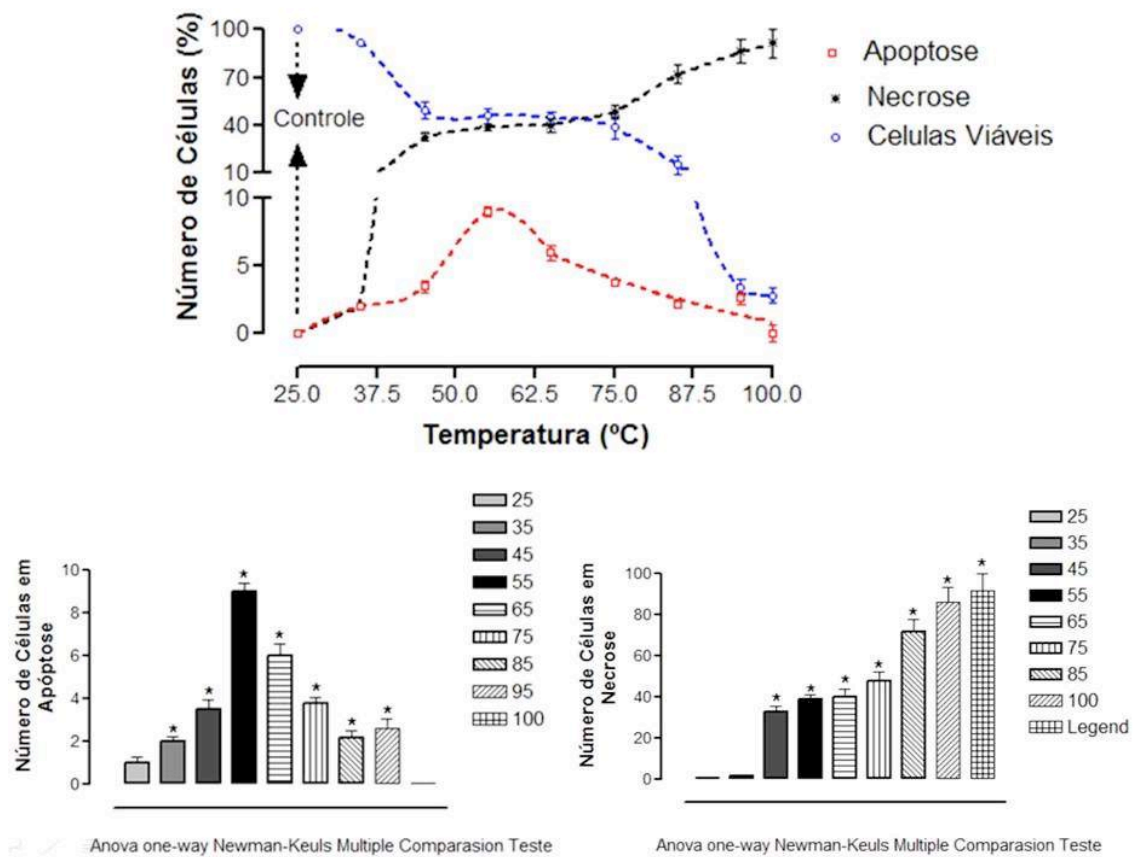 Número de Células (%)
100
70
40
10
10
5
0
Controle
25.0 37.5 50.0 62.5 75.0 87.5 100.0
Temperatura (ºC)
Apoptose
Necrose
Celulas Viáveis
Número de Células em
Apóptose
10
8
6
4
2
0
* * * * * * *
25
35
45
55
65
75
85
95
100
Anova one-way Newman-Keuls Multiple Comparasion Teste
Número de Células em
Necrose
100
80
60
40
20
0
* * * * * * *
25
35
45
55
65
75
85
100
Legend
Anova one-way Newman-Keuls Multiple Comparasion Teste